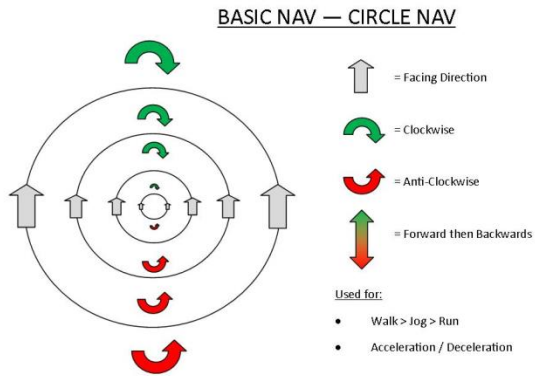 BASIC NAV — CIRCLE NAV
= Facing Direction
= Clockwise
= Anti-Clockwise
= Forward then Backwards
Used for:
• Walk > Jog > Run
• Acceleration / Deceleration